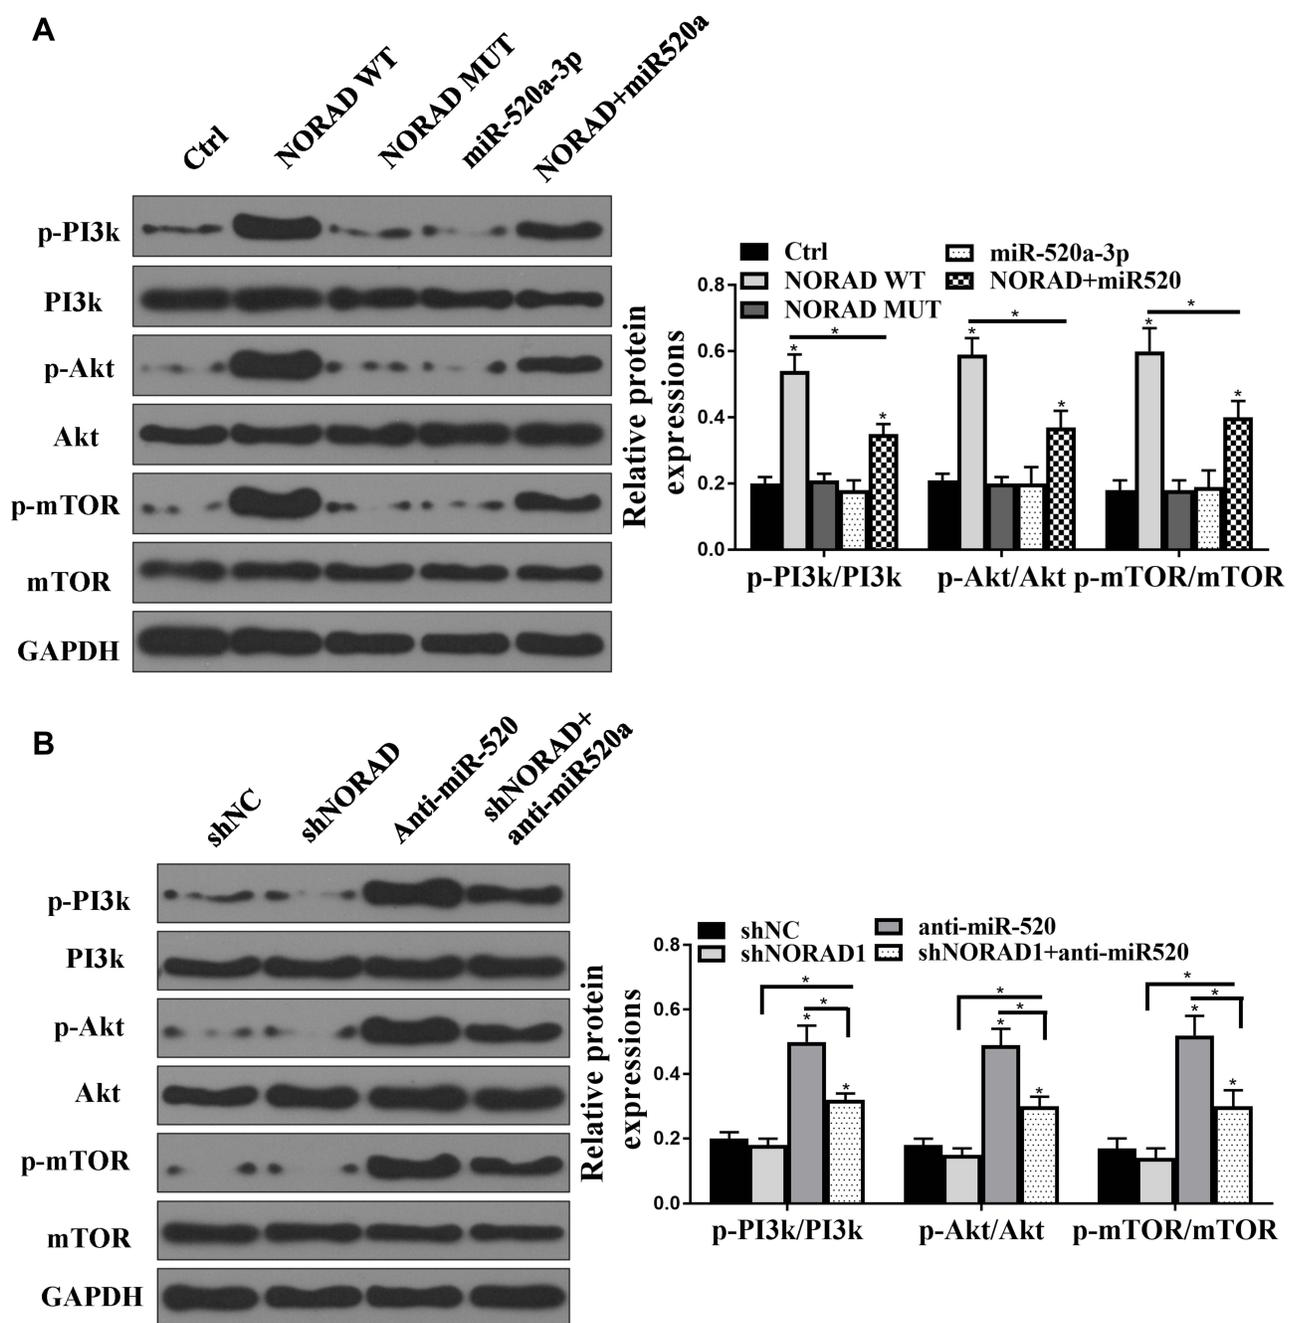 A
Ctrl
NORAD WT
NORAD MUT
miR-520a-3p
NORAD+miR520a
p-PI3k
PI3k
p-Akt
Akt
p-mTOR
mTOR
GAPDH
Ctrl
NORAD WT
NORAD MUT
miR-520a-3p
NORAD+miR520
Relative protein
expressions
0.8
0.6
0.4
0.2
0.0
* * *
* * *
* * *
p-PI3k/PI3k p-Akt/Akt p-mTOR/mTOR
B
shNC
shNORAD
Anti-miR-520
shNORAD+
anti-miR520a
p-PI3k
PI3k
p-Akt
Akt
p-mTOR
mTOR
GAPDH
shNC
shNORAD1
anti-miR-520
shNORAD1+anti-miR520
Relative protein
expressions
0.8
0.6
0.4
0.2
0.0
* * *
* * *
* * *
* * *
p-PI3k/PI3k p-Akt/Akt p-mTOR/mTOR